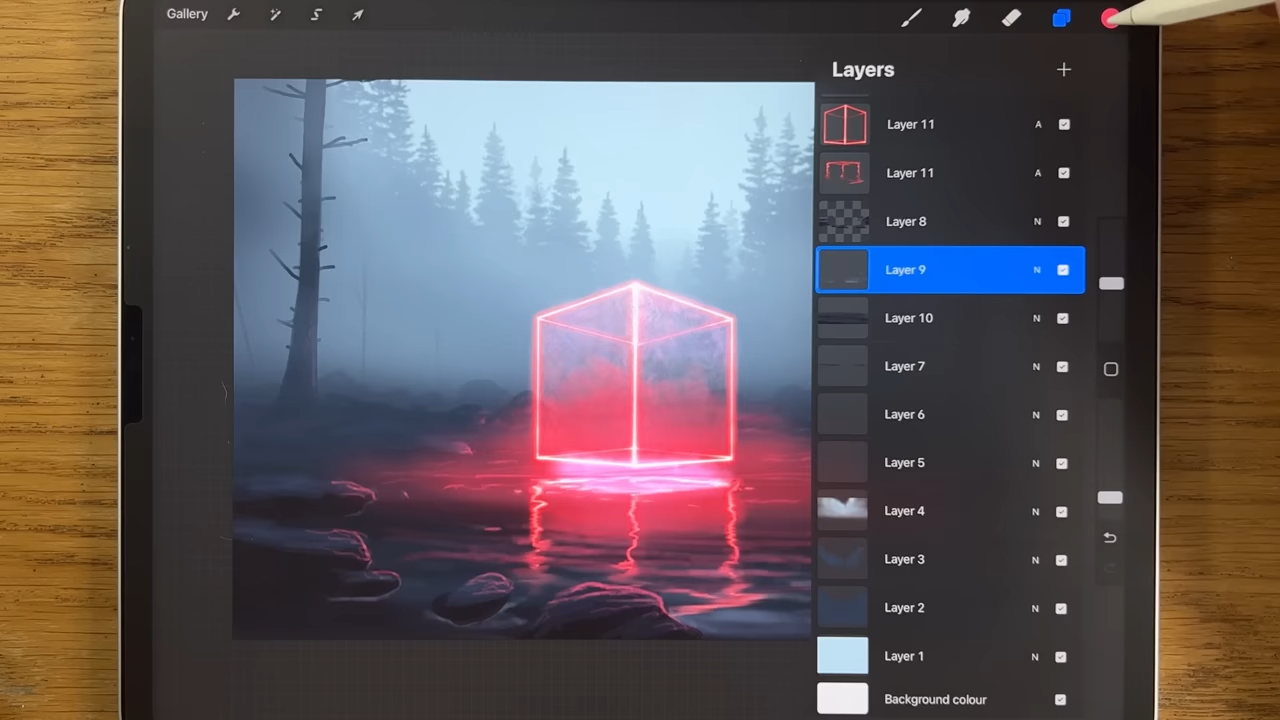 Gallery
Layers
Layer 11 A
Layer 11 A
Layer 8 N
Layer 9 N
Layer 10 N
Layer 7 N
Layer 6 N
Layer 5 N
Layer 4 N
Layer 3 N
Layer 2 N
Layer 1 N
Background colour